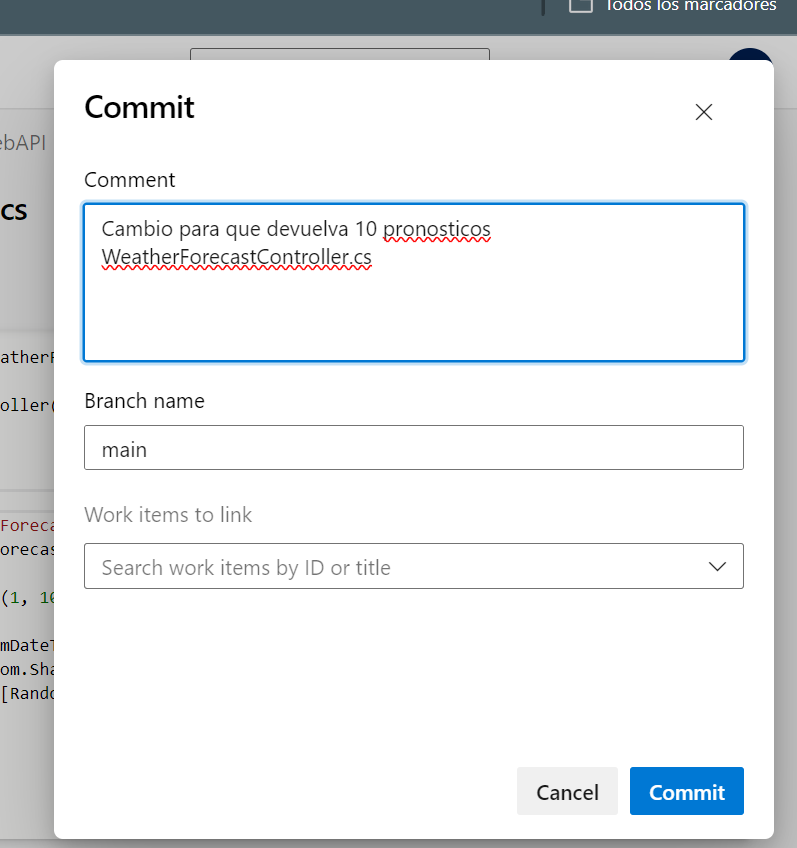 Todos los marcadores
Commit
ebAPI
Comment
cs
Cambio para que devuelva 10 pronosticos
WeatherForecastController.cs
atherF
oller(
Branch name
main
Work items to link
Foreca
orecas
Search work items by ID or title
(1, 10
mDateT
om.Sha
[Rando
Cancel
Commit